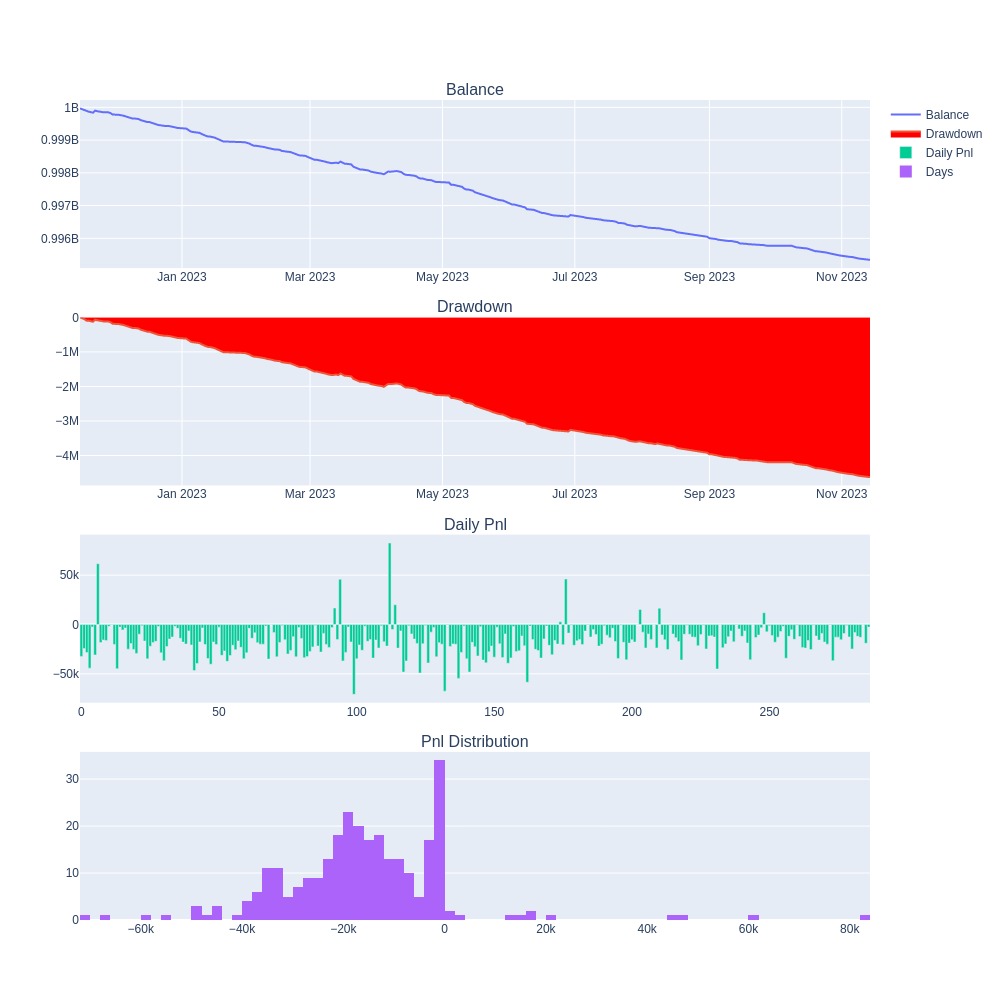 Balance
1B
0.999B
0.998B
0.997B
0.996B
Jan 2023 Mar 2023 May 2023 Jul 2023 Sep 2023 Nov 2023
Balance
Drawdown
Daily Pnl
Days
Drawdown
0
−1M
−2M
−3M
−4M
Jan 2023 Mar 2023 May 2023 Jul 2023 Sep 2023 Nov 2023
Daily Pnl
50k
0
−50k
0 50 100 150 200 250
Pnl Distribution
30
20
10
0
−60k −40k −20k 0 20k 40k 60k 80k